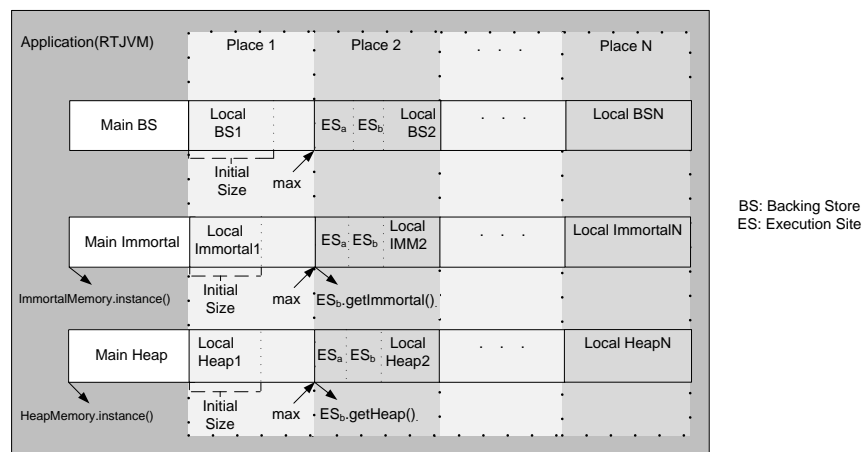 Application(RTJVM)
Place 1
Place 2
. . .
Place N
Main BS
Local
BS1
ESa
ESb
Local
BS2
. . .
Local BSN
Initial
Size
max
BS: Backing Store
ES: Execution Site
Main Immortal
Local
Immortal1
ESa
ESb
Local
IMM2
. . .
Local ImmortalN
ImmortalMemory.instance()
Initial
Size
max
ESb.getImmortal()
Main Heap
Local
Heap1
ESa
ESb
Local
Heap2
. . .
Local HeapN
HeapMemory.instance()
Initial
Size
max
ESb.getHeap()